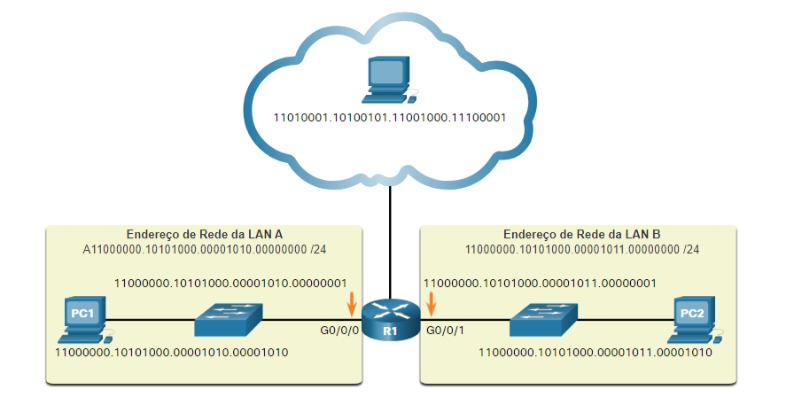 11010001.10100101.11001000.11100001
Endereço de Rede da LAN A
A11000000.10101000.00001010.00000000 /24
11000000.10101000.00001010.00000001
PC1
G0/0/0
11000000.10101000.00001010.00001010
R1
Endereço de Rede da LAN B
11000000.10101000.00001011.00000000 /24
11000000.10101000.00001011.00000001
G0/0/1
PC2
11000000.10101000.00001011.00001010